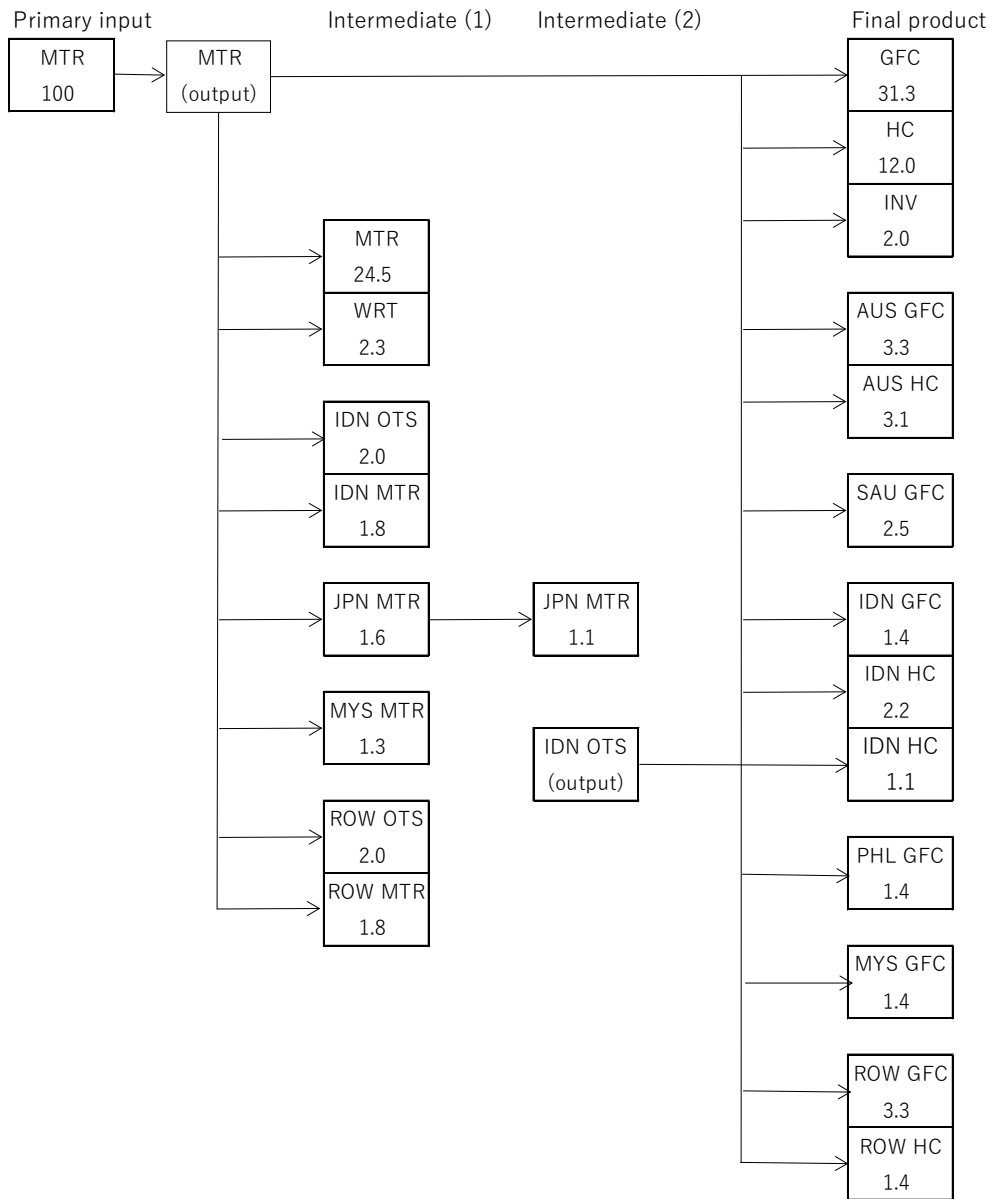 Primary input
Intermediate (1)
Intermediate (2)
Final product
MTR
100
MTR
(output)
GFC
31.3
HC
12.0
INV
2.0
MTR
24.5
WRT
2.3
AUS GFC
3.3
AUS HC
3.1
IDN OTS
2.0
IDN MTR
1.8
SAU GFC
2.5
JPN MTR
1.6
JPN MTR
1.1
IDN GFC
1.4
IDN HC
2.2
MYS MTR
1.3
IDN OTS
(output)
IDN HC
1.1
ROW OTS
2.0
ROW MTR
1.8
PHL GFC
1.4
MYS GFC
1.4
ROW GFC
3.3
ROW HC
1.4